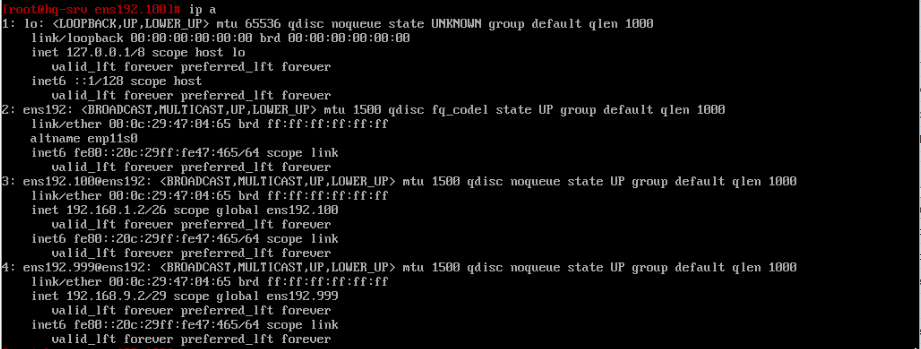 [root@hq-srv ens192.100]# ip a
1: lo: <LOOPBACK,UP,LOWER_UP> mtu 65536 qdisc noqueue state UNKNOWN group default qlen 1000
    link/loopback 00:00:00:00:00:00 brd 00:00:00:00:00:00
    inet 127.0.0.1/8 scope host lo
       valid_lft forever preferred_lft forever
    inet6 ::1/128 scope host
       valid_lft forever preferred_lft forever
2: ens192: <BROADCAST,MULTICAST,UP,LOWER_UP> mtu 1500 qdisc fq_codel state UP group default qlen 1000
    link/ether 00:0c:29:47:04:65 brd ff:ff:ff:ff:ff:ff
    altname enp11s0
    inet6 fe80::20c:29ff:fe47:465/64 scope link
       valid_lft forever preferred_lft forever
3: ens192.100@ens192: <BROADCAST,MULTICAST,UP,LOWER_UP> mtu 1500 qdisc noqueue state UP group default qlen 1000
    link/ether 00:0c:29:47:04:65 brd ff:ff:ff:ff:ff:ff
    inet 192.168.1.2/26 scope global ens192.100
       valid_lft forever preferred_lft forever
    inet6 fe80::20c:29ff:fe47:465/64 scope link
       valid_lft forever preferred_lft forever
4: ens192.999@ens192: <BROADCAST,MULTICAST,UP,LOWER_UP> mtu 1500 qdisc noqueue state UP group default qlen 1000
    link/ether 00:0c:29:47:04:65 brd ff:ff:ff:ff:ff:ff
    inet 192.168.9.2/29 scope global ens192.999
       valid_lft forever preferred_lft forever
    inet6 fe80::20c:29ff:fe47:465/64 scope link
       valid_lft forever preferred_lft forever